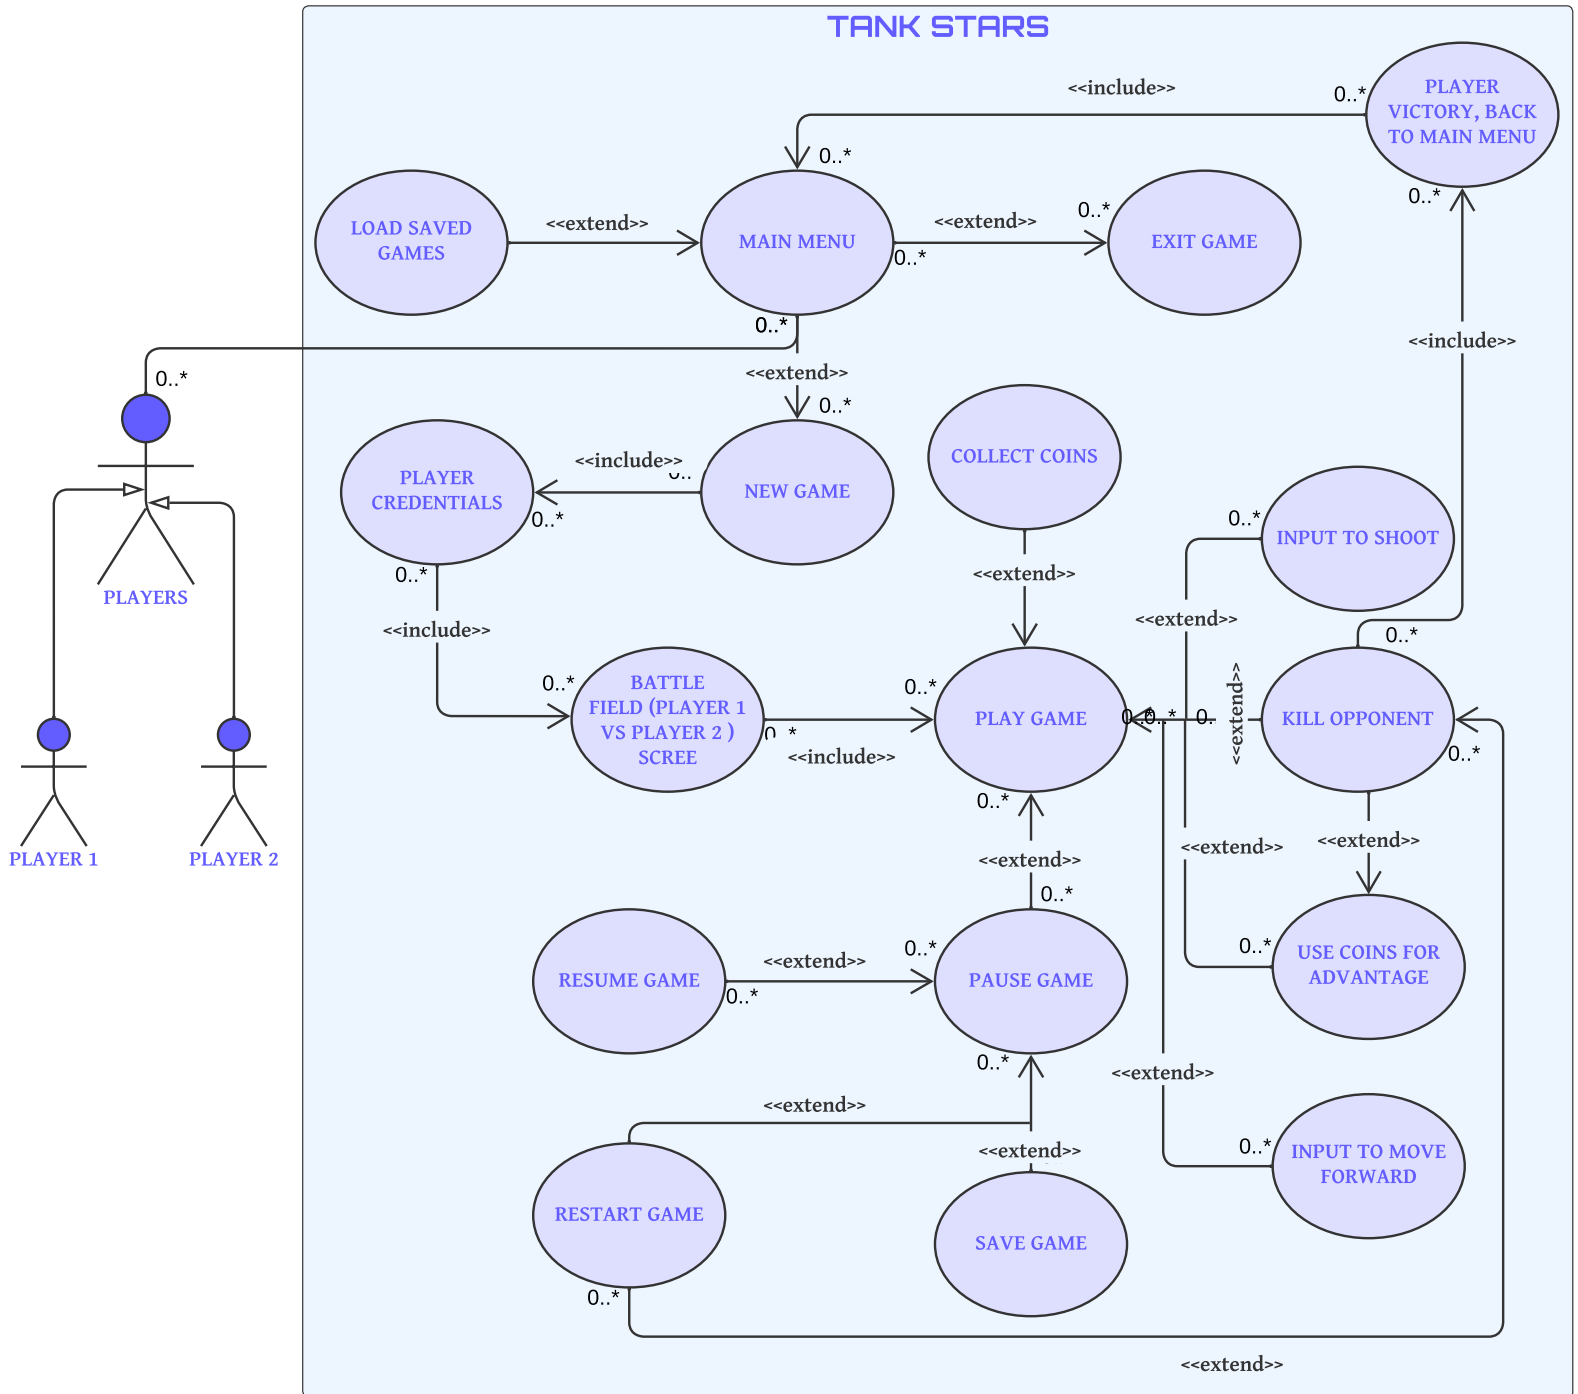 TANK STARS
<<include>>
0..*
PLAYER
VICTORY, BACK
TO MAIN MENU
0..*
0..*
LOAD SAVED
GAMES
<<extend>>
MAIN MENU
<<extend>>
0..*
0..*
EXIT GAME
0..*
0..*
<<extend>>
0..*
<<include>>
COLLECT COINS
PLAYER
CREDENTIALS
<<include>>
0..
NEW GAME
0..*
0..*
0..*
INPUT TO SHOOT
<<extend>>
<<extend>>
PLAYERS
<<include>>
0..*
0..*
BATTLE
FIELD (PLAYER 1
VS PLAYER 2 )
SCREE
0..*
PLAY GAME
0..*
0.
<<extend>>
KILL OPPONENT
0..*
<<include>>
0..*
PLAYER 1
PLAYER 2
<<extend>>
<<extend>>
<<extend>>
0..*
RESUME GAME
<<extend>>
0..*
0..*
PAUSE GAME
0..*
USE COINS FOR
ADVANTAGE
0..*
<<extend>>
<<extend>>
<<extend>>
0..*
INPUT TO MOVE
FORWARD
RESTART GAME
SAVE GAME
0..*
<<extend>>